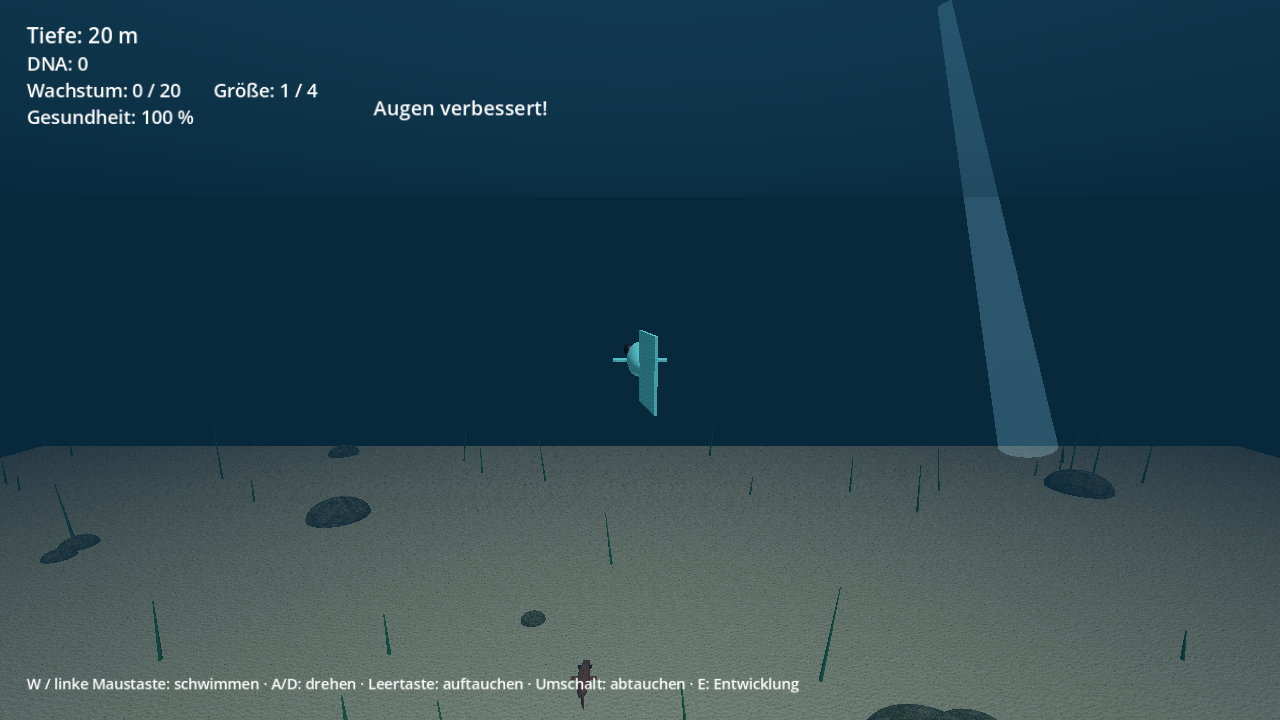 Tiefe: 20 m
DNA: 0
Wachstum: 0 / 20 Größe: 1 / 4
Augen verbessert!
Gesundheit: 100 %
W / linke Maustaste: schwimmen · A/D: drehen · Leertaste: auftauchen · Umschalt: abtauchen · E: Entwicklung